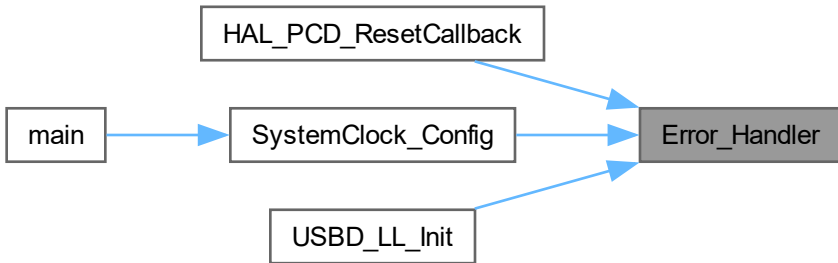 HAL_PCD_ResetCallback
main
SystemClock_Config
Error_Handler
USBD_LL_Init